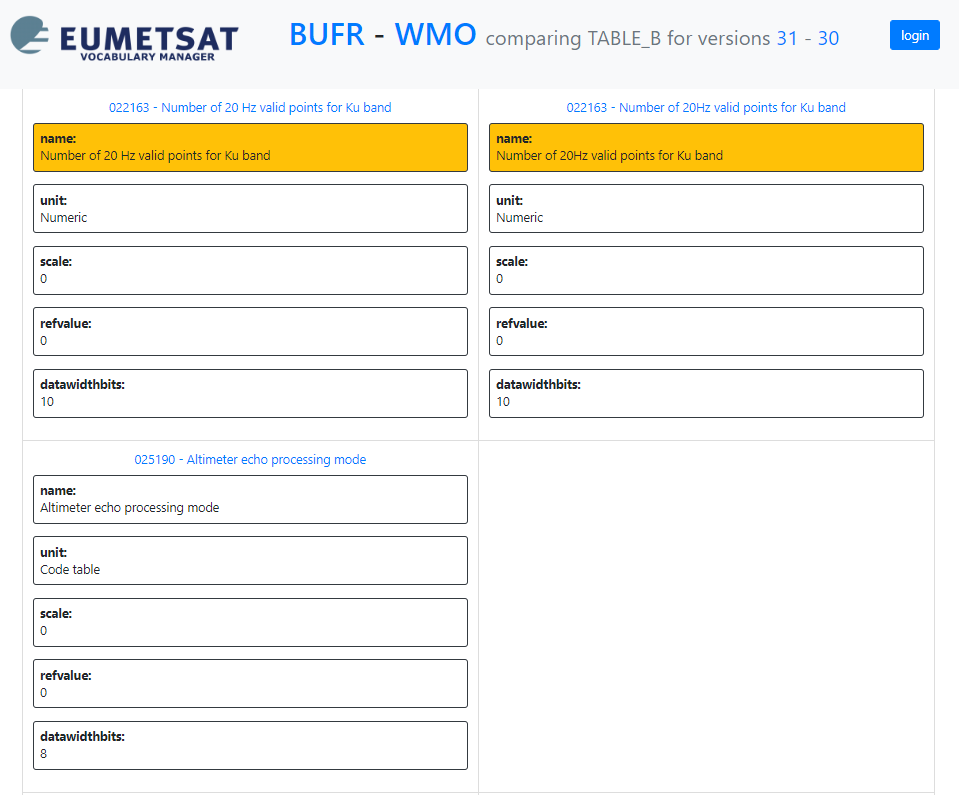 EUMETSAT
VOCABULARY MANAGER
BUFR - WMO comparing TABLE_B for versions 31 - 30
login
022163 - Number of 20 Hz valid points for Ku band
name:
Number of 20 Hz valid points for Ku band
unit:
Numeric
scale:
0
refvalue:
0
datawidthbits:
10
022163 - Number of 20Hz valid points for Ku band
name:
Number of 20Hz valid points for Ku band
unit:
Numeric
scale:
0
refvalue:
0
datawidthbits:
10
025190 - Altimeter echo processing mode
name:
Altimeter echo processing mode
unit:
Code table
scale:
0
refvalue:
0
datawidthbits:
8